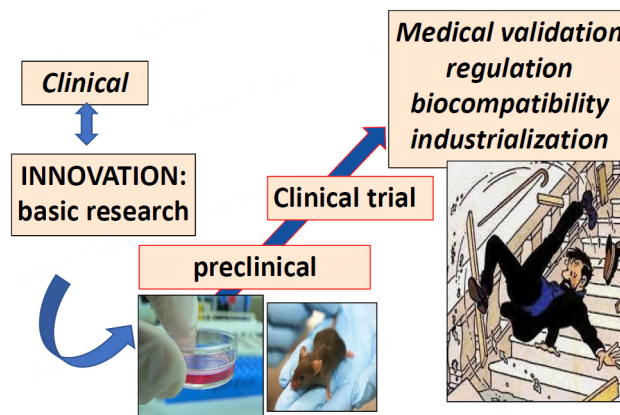 Clinical
INNOVATION:
basic research
preclinical
Clinical trial
Medical validation
regulation
biocompatibility
industrialization